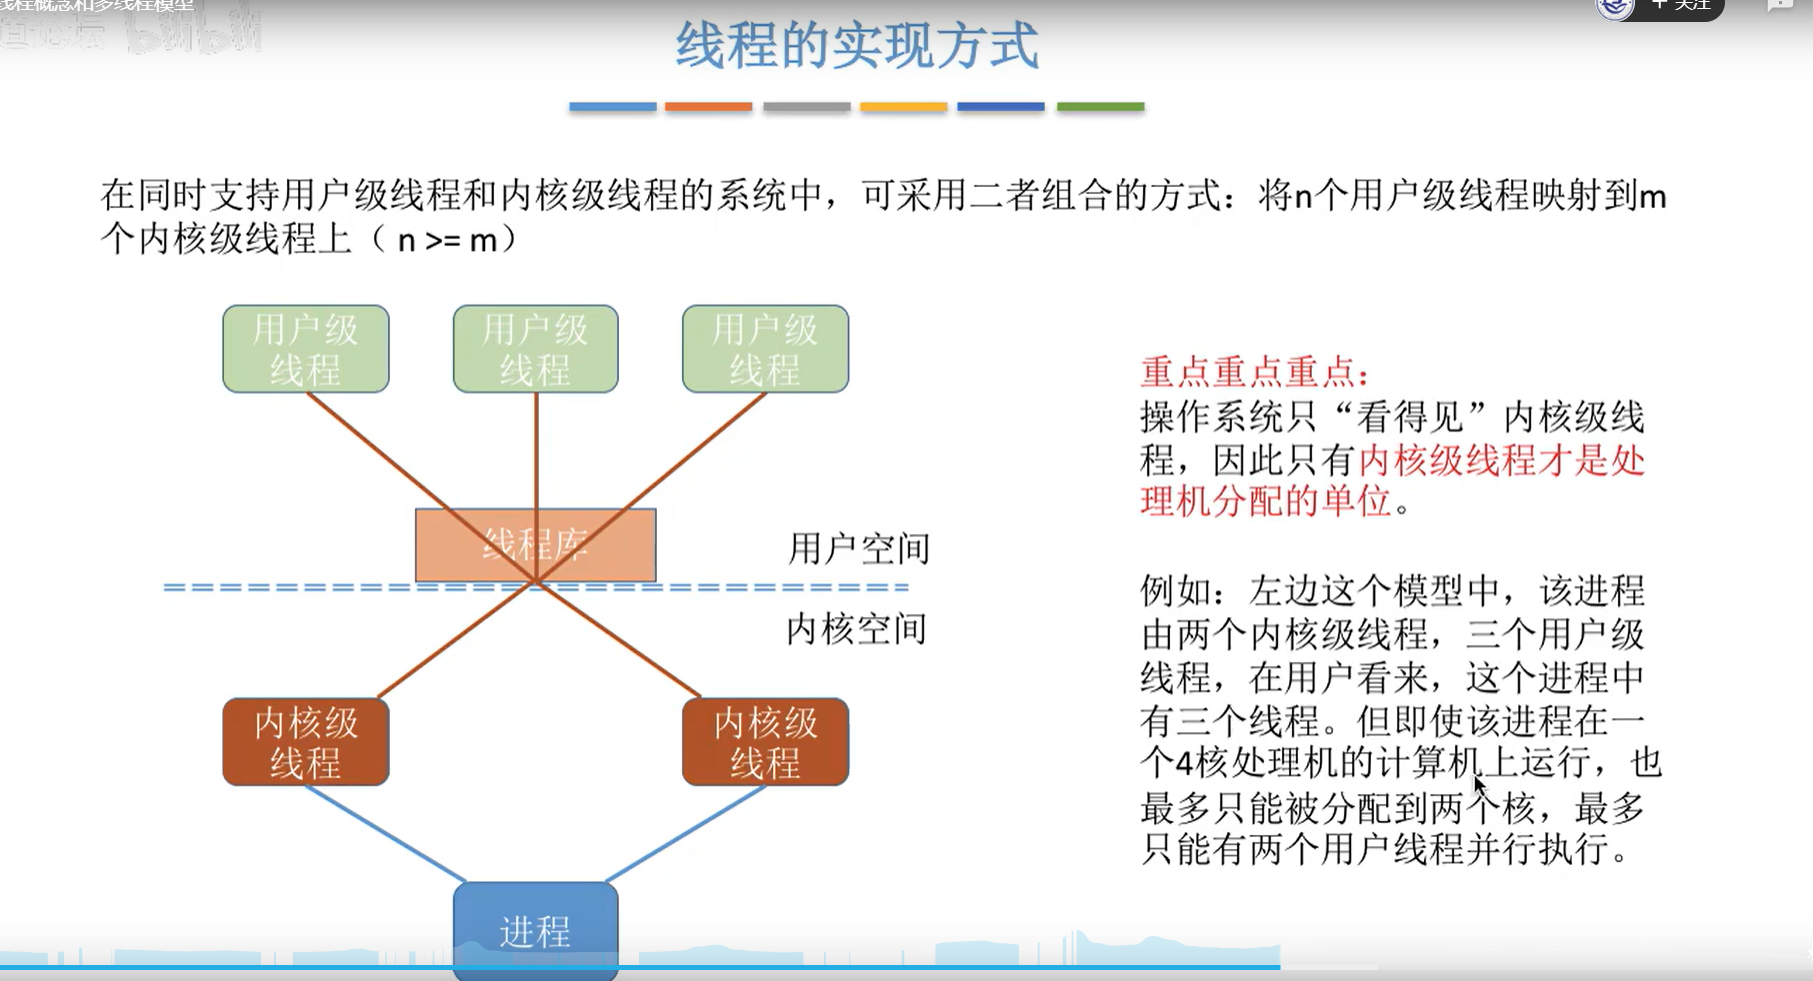 线程概念和多线程模型
bilibili
+ 关注
线程的实现方式
在同时支持用户级线程和内核级线程的系统中，可采用二者组合的方式：将n个用户级线程映射到m
个内核级线程上（ n >= m）
用户级
线程
用户级
线程
用户级
线程
线程库
用户空间
内核空间
内核级
线程
内核级
线程
进程
重点重点重点：
操作系统只“看得见”内核级线
程，因此只有内核级线程才是处
理机分配的单位。
例如：左边这个模型中，该进程
由两个内核级线程，三个用户级
线程，在用户看来，这个进程中
有三个线程。但即使该进程在一
个4核处理机的计算机上运行，也
最多只能被分配到两个核，最多
只能有两个用户线程并行执行。